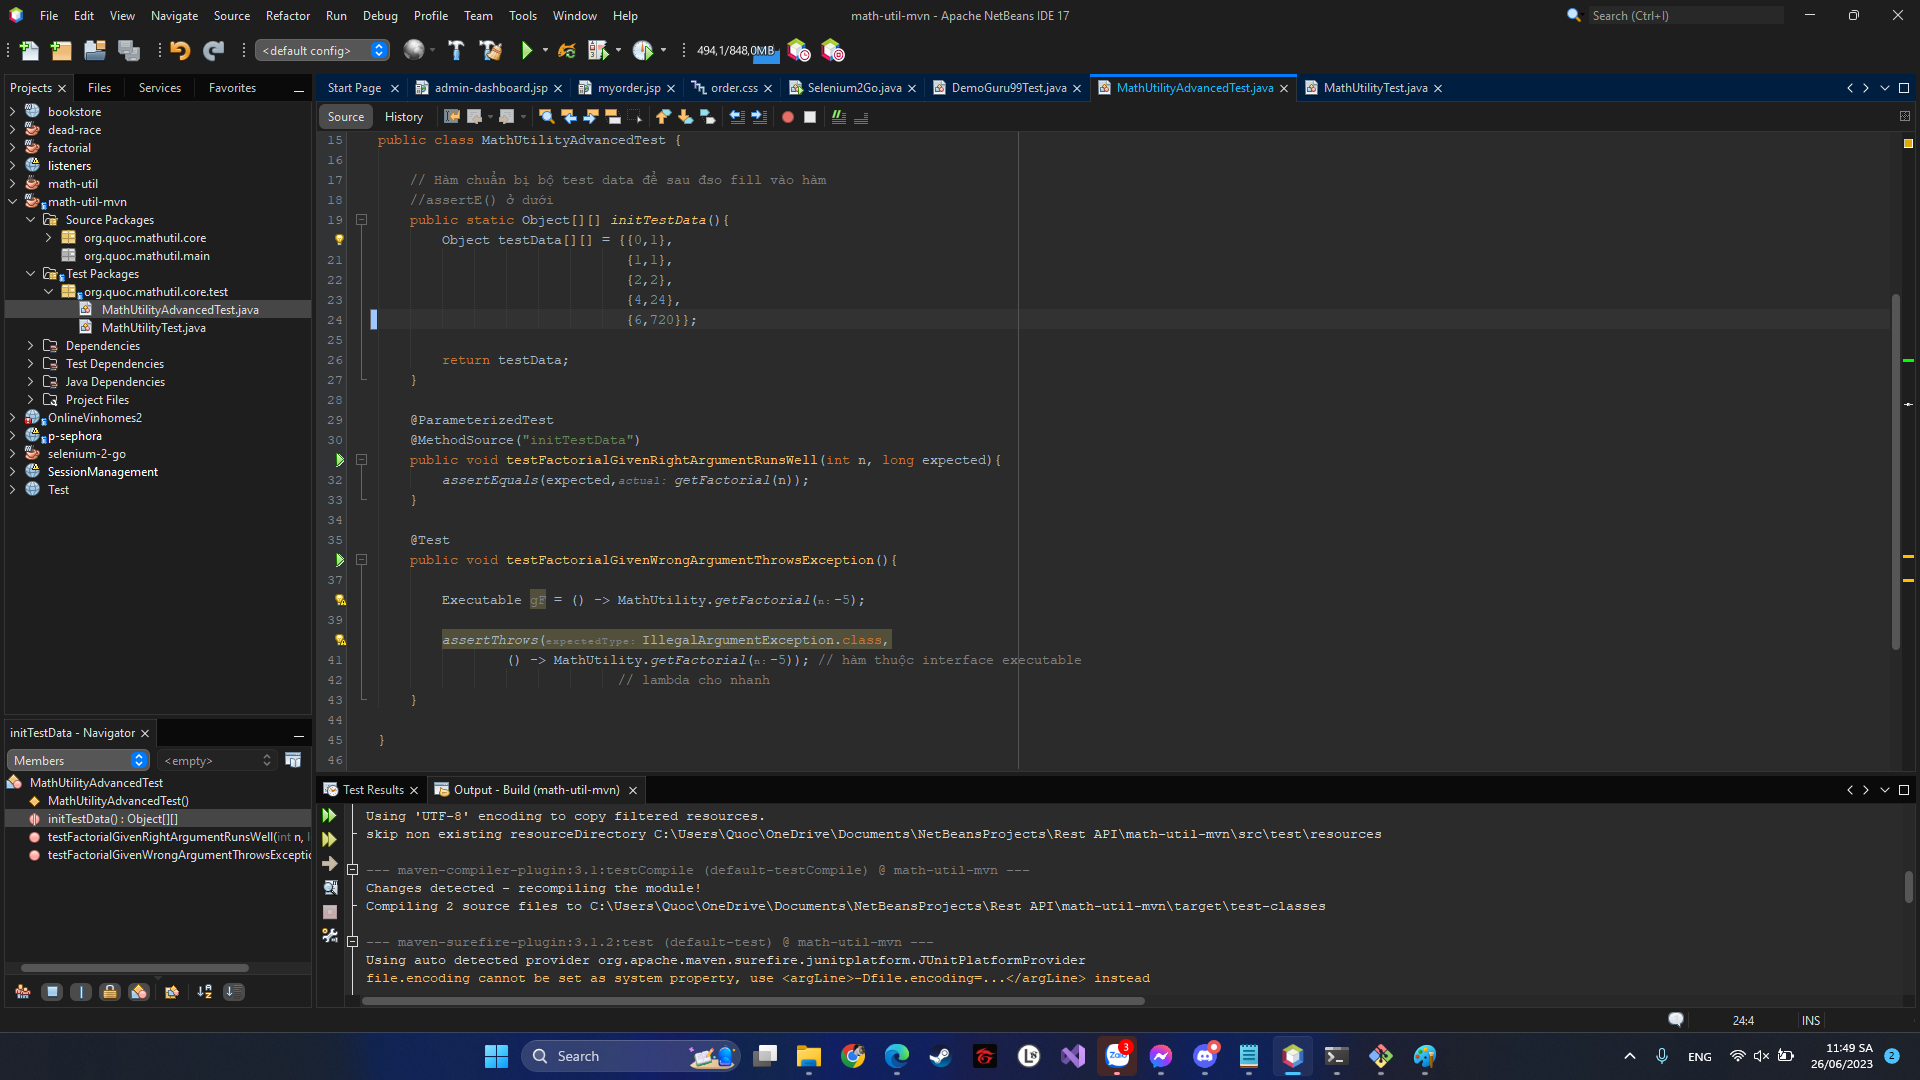 File Edit View Navigate Source Refactor Run Debug Profile Team Tools Window Help
math-util-mvn - Apache NetBeans IDE 17
Search (Ctrl+I)
<default config>
494,1/848,0MB
Projects Files Services Favorites
bookstore
dead-race
factorial
listeners
math-util
math-util-mvn
Source Packages
org.quoc.mathutil.core
org.quoc.mathutil.main
Test Packages
org.quoc.mathutil.core.test
MathUtilityAdvancedTest.java
MathUtilityTest.java
Dependencies
Test Dependencies
Java Dependencies
Project Files
OnlineVinhomes2
p-sephora
selenium-2-go
SessionManagement
Test
initTestData - Navigator
Members <empty>
MathUtilityAdvancedTest
MathUtilityAdvancedTest()
initTestData() : Object[][]
testFactorialGivenRightArgumentRunsWell(int n, l
testFactorialGivenWrongArgumentThrowsExceptio
Start Page admin-dashboard.jsp myorder.jsp order.css Selenium2Go.java DemoGuru99Test.java MathUtilityAdvancedTest.java MathUtilityTest.java
Source History
15 public class MathUtilityAdvancedTest {
16
17 // Hàm chuẩn bị bộ test data để sau đso fill vào hàm
18 //assertE() ở dưới
19 public static Object[][] initTestData(){
Object testData[][] = {{0,1},
21 {1,1},
22 {2,2},
23 {4,24},
24 {6,720}};
25
26 return testData;
27 }
28
29 @ParameterizedTest
30 @MethodSource("initTestData")
public void testFactorialGivenRightArgumentRunsWell(int n, long expected){
32 assertEquals(expected,actual: getFactorial(n));
33 }
34
35 @Test
public void testFactorialGivenWrongArgumentThrowsException(){
37
Executable gF = () -> MathUtility.getFactorial(n: -5);
39
assertThrows(expectedType: IllegalArgumentException.class,
41 () -> MathUtility.getFactorial(n: -5)); // hàm thuộc interface executable
42 // lambda cho nhanh
43 }
44
45 }
46
Test Results Output - Build (math-util-mvn)
Using 'UTF-8' encoding to copy filtered resources.
skip non existing resourceDirectory C:\Users\Quoc\OneDrive\Documents\NetBeansProjects\Rest API\math-util-mvn\src\test\resources
--- maven-compiler-plugin:3.1:testCompile (default-testCompile) @ math-util-mvn ---
Changes detected - recompiling the module!
Compiling 2 source files to C:\Users\Quoc\OneDrive\Documents\NetBeansProjects\Rest API\math-util-mvn\target\test-classes
--- maven-surefire-plugin:3.1.2:test (default-test) @ math-util-mvn ---
Using auto detected provider org.apache.maven.surefire.junitplatform.JUnitPlatformProvider
file.encoding cannot be set as system property, use <argLine>-Dfile.encoding=...</argLine> instead
24:4 INS
Search
Zalo 3
ENG
11:49 SA
26/06/2023
2